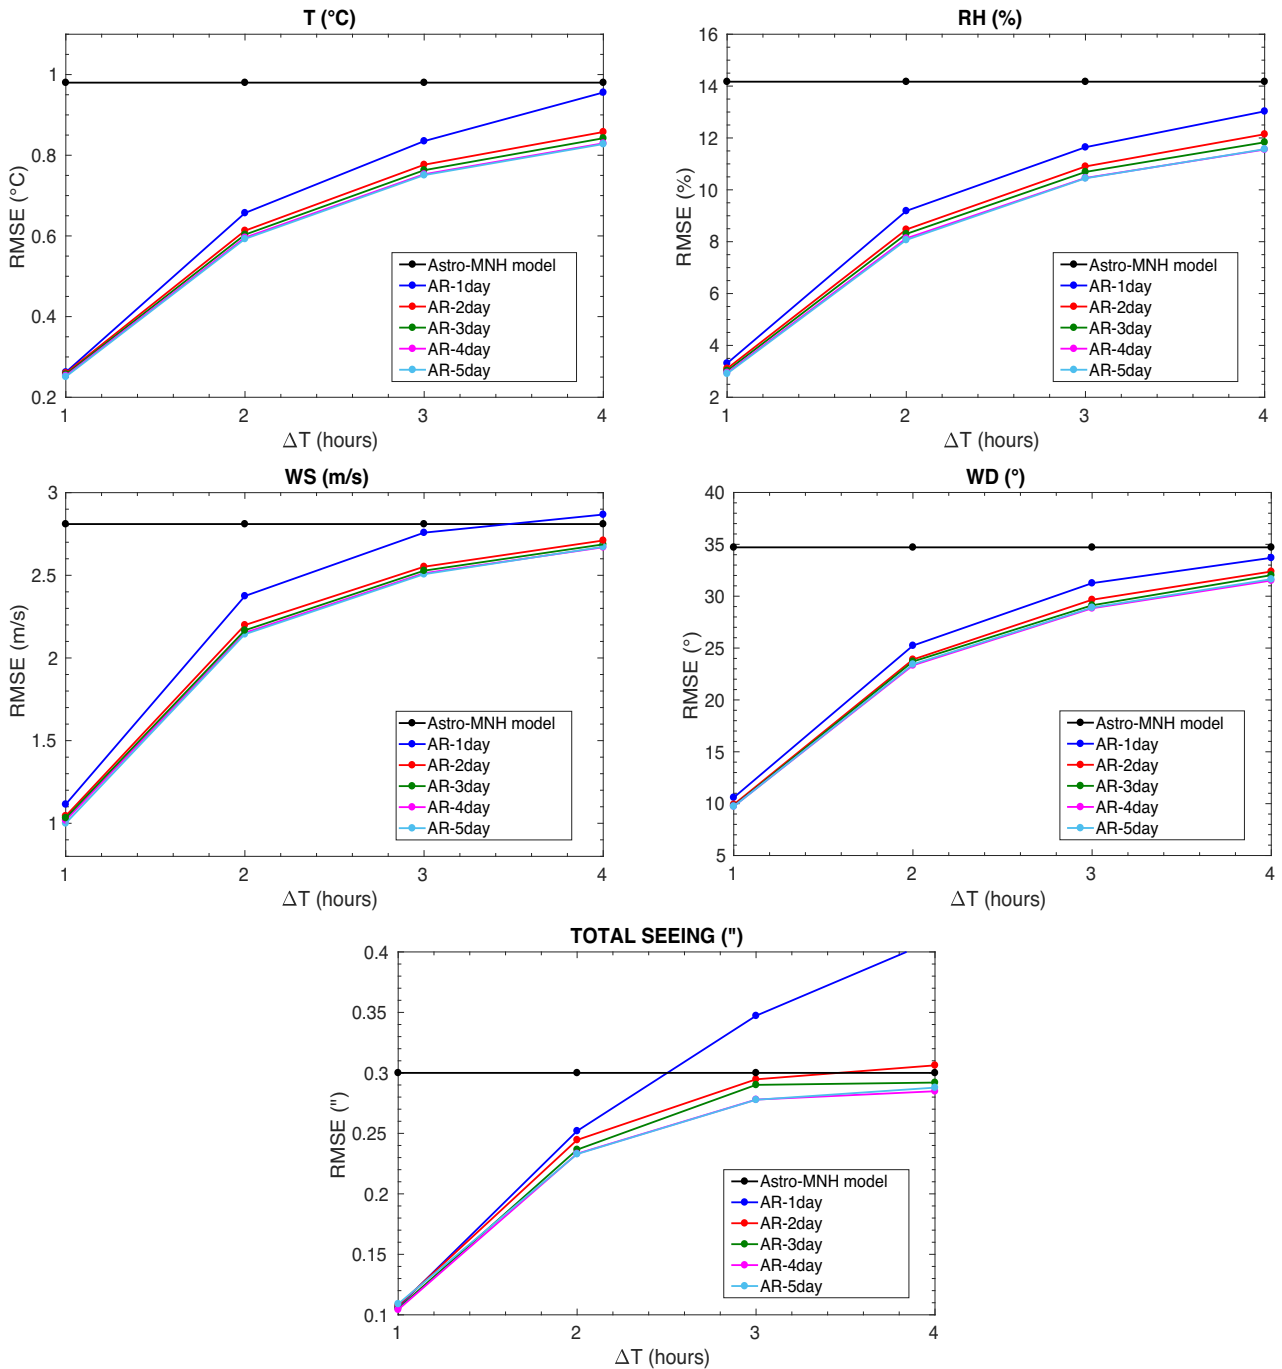 T (°C)
RMSE (°C)
1
0.8
0.6
0.4
0.2
1 2 3 4
ΔT (hours)
Astro-MNH model
AR-1day
AR-2day
AR-3day
AR-4day
AR-5day
RH (%)
RMSE (%)
16
14
12
10
8
6
4
2
1 2 3 4
ΔT (hours)
Astro-MNH model
AR-1day
AR-2day
AR-3day
AR-4day
AR-5day
WS (m/s)
RMSE (m/s)
3
2.5
2
1.5
1
1 2 3 4
ΔT (hours)
Astro-MNH model
AR-1day
AR-2day
AR-3day
AR-4day
AR-5day
WD (°)
RMSE (°)
40
35
30
25
20
15
10
5
1 2 3 4
ΔT (hours)
Astro-MNH model
AR-1day
AR-2day
AR-3day
AR-4day
AR-5day
TOTAL SEEING (")
RMSE (")
0.4
0.35
0.3
0.25
0.2
0.15
0.1
1 2 3 4
ΔT (hours)
Astro-MNH model
AR-1day
AR-2day
AR-3day
AR-4day
AR-5day